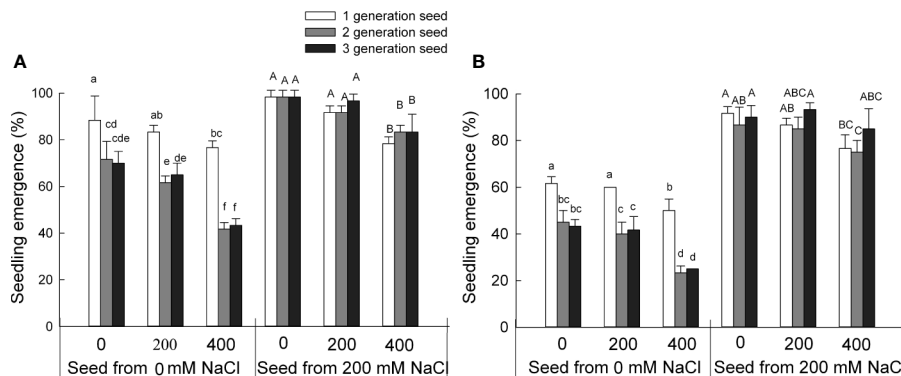 1 generation seed
2 generation seed
3 generation seed
A
B
Seedling emergence (%)
100
80
60
40
20
0
a
cd
cde
ab
e
de
bc
f
f
A
A
A
A
A
A
B
B
B
0
200
400
0
200
400
Seed from 0 mM NaCl
Seed from 200 mM NaCl
Seedling emergence (%)
100
80
60
40
20
0
a
bc
bc
a
c
c
b
d
d
A
AB
A
AB
ABC
A
BC
C
ABC
0
200
400
0
200
400
Seed from 0 mM NaCl
Seed from 200 mM NaCl